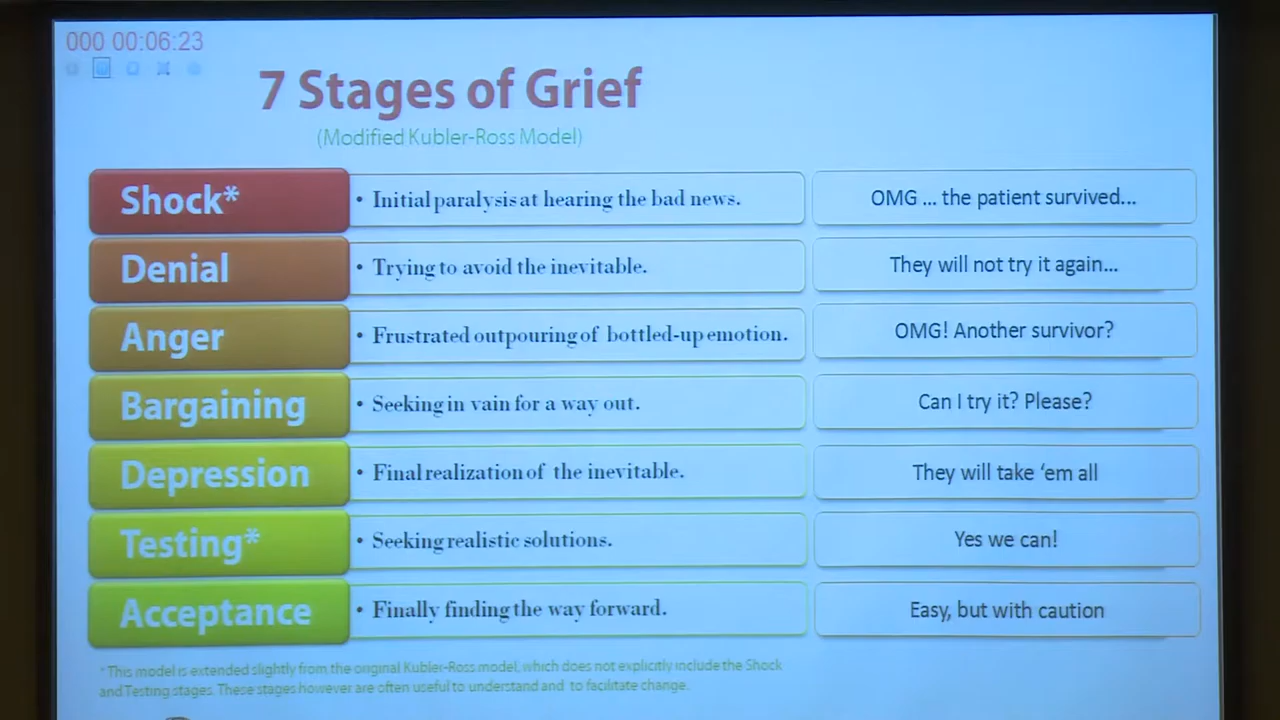 000 00:06:23
7 Stages of Grief
(Modified Kubler-Ross Model)
Shock* • Initial paralysis at hearing the bad news. OMG ... the patient survived...
Denial • Trying to avoid the inevitable. They will not try it again...
Anger • Frustrated outpouring of bottled-up emotion. OMG! Another survivor?
Bargaining • Seeking in vain for a way out. Can I try it? Please?
Depression • Final realization of the inevitable. They will take ‘em all
Testing* • Seeking realistic solutions. Yes we can!
Acceptance • Finally finding the way forward. Easy, but with caution
* This model is extended slightly from the original Kubler-Ross model, which does not explicitly include the Shock
and Testing stages. These stages however are often useful to understand and to facilitate change.